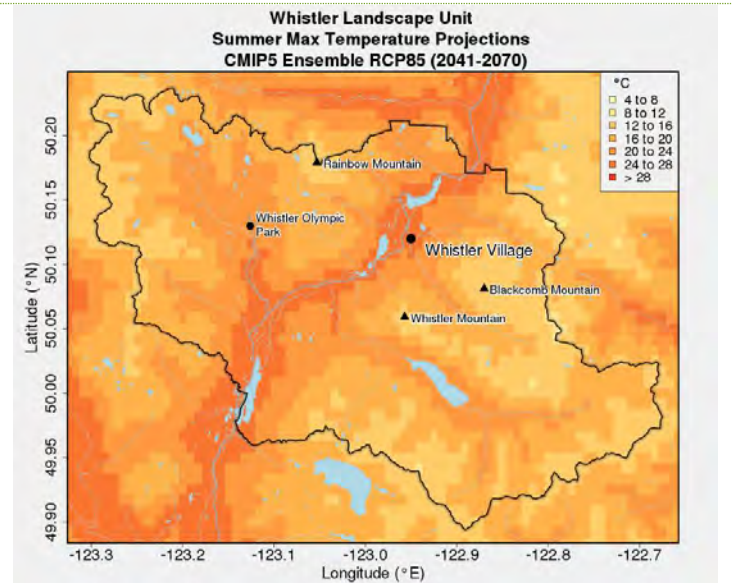 Whistler Landscape Unit
Summer Max Temperature Projections
CMIP5 Ensemble RCP85 (2041-2070)
°C
4 to 8
8 to 12
12 to 16
16 to 20
20 to 24
24 to 28
> 28
Rainbow Mountain
Whistler Olympic
Park
Whistler Village
Blackcomb Mountain
Whistler Mountain
Latitude (°N)
50.20
50.15
50.10
50.05
50.00
49.95
49.90
-123.3 -123.2 -123.1 -123.0 -122.9 -122.8 -122.7
Longitude (°E)